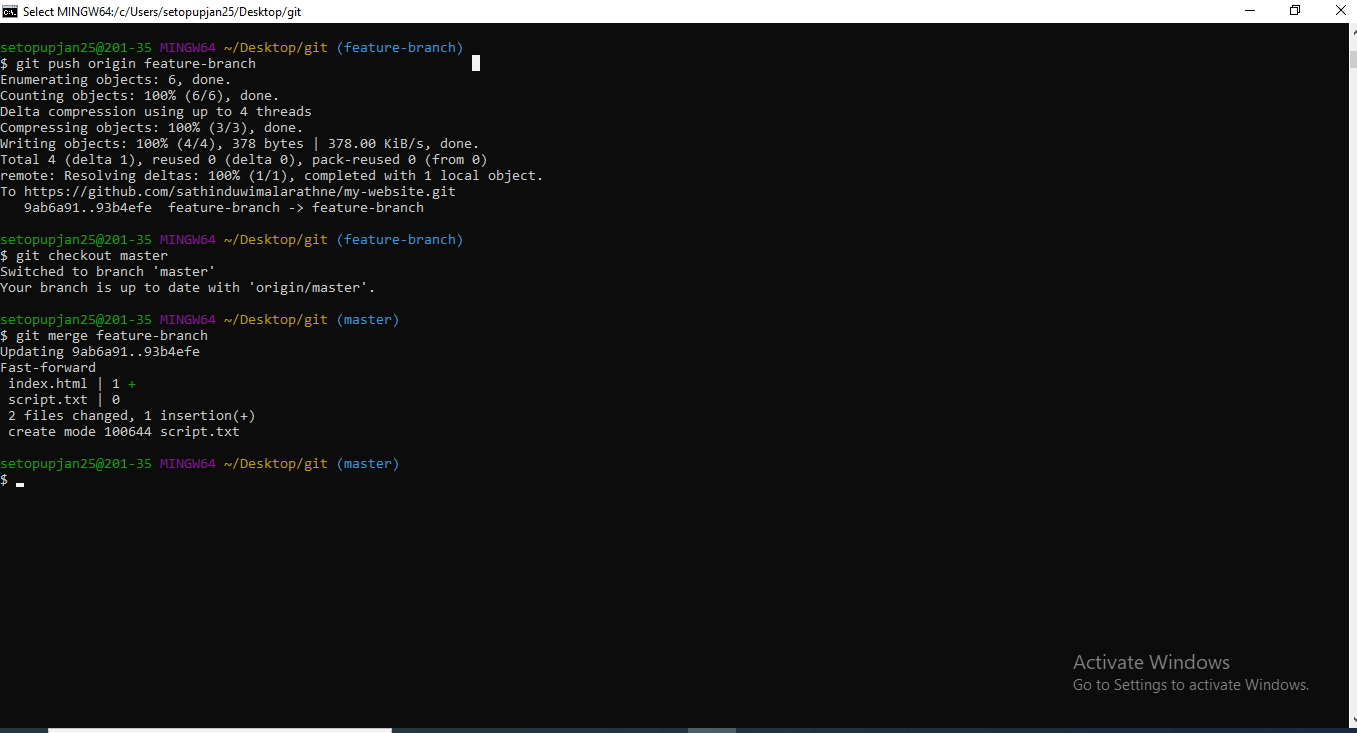 Select MINGW64:/c/Users/setopupjan25/Desktop/git
setopupjan25@201-35 MINGW64 ~/Desktop/git (feature-branch)
$ git push origin feature-branch
Enumerating objects: 6, done.
Counting objects: 100% (6/6), done.
Delta compression using up to 4 threads
Compressing objects: 100% (3/3), done.
Writing objects: 100% (4/4), 378 bytes | 378.00 KiB/s, done.
Total 4 (delta 1), reused 0 (delta 0), pack-reused 0 (from 0)
remote: Resolving deltas: 100% (1/1), completed with 1 local object.
To https://github.com/sathinduwimalarathne/my-website.git
   9ab6a91..93b4efe  feature-branch -> feature-branch
setopupjan25@201-35 MINGW64 ~/Desktop/git (feature-branch)
$ git checkout master
Switched to branch 'master'
Your branch is up to date with 'origin/master'.
setopupjan25@201-35 MINGW64 ~/Desktop/git (master)
$ git merge feature-branch
Updating 9ab6a91..93b4efe
Fast-forward
 index.html | 1 +
 script.txt | 0
 2 files changed, 1 insertion(+)
 create mode 100644 script.txt
setopupjan25@201-35 MINGW64 ~/Desktop/git (master)
$
Activate Windows
Go to Settings to activate Windows.